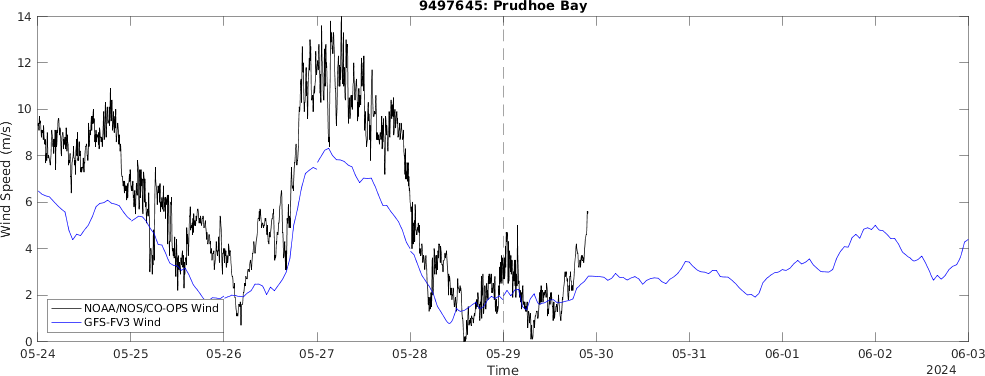 9497645: Prudhoe Bay
Wind Speed (m/s)
14
12
10
8
6
4
2
0
NOAA/NOS/CO-OPS Wind
GFS-FV3 Wind
05-24 05-25 05-26 05-27 05-28 05-29 05-30 05-31 06-01 06-02 06-03
Time
2024